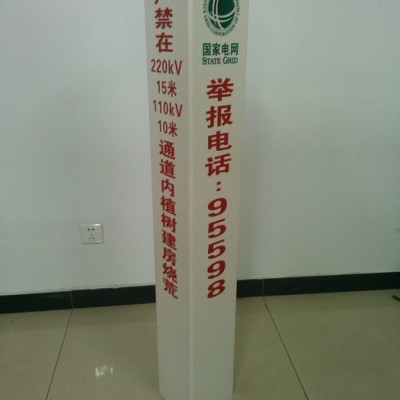 禁在
220kV
15米
110kV
10米
通道内植树建房烧荒
国家电网
STATE GRID
举报电话:95598